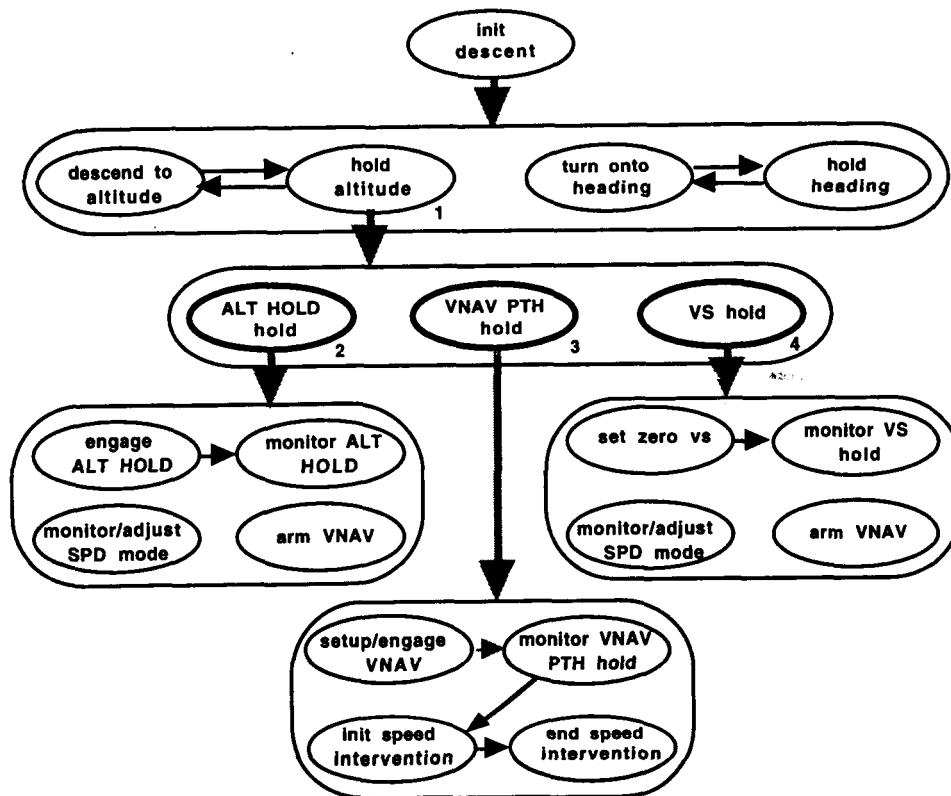 init
descent
descend to
altitude
hold
altitude
1
turn onto
heading
hold
heading
ALT HOLD
hold
2
VNAV PTH
hold
3
VS hold
4
engage
ALT HOLD
monitor ALT
HOLD
monitor/adjust
SPD mode
arm VNAV
set zero vs
monitor VS
hold
monitor/adjust
SPD mode
arm VNAV
setup/engage
VNAV
monitor VNAV
PTH hold
init speed
intervention
end speed
intervention